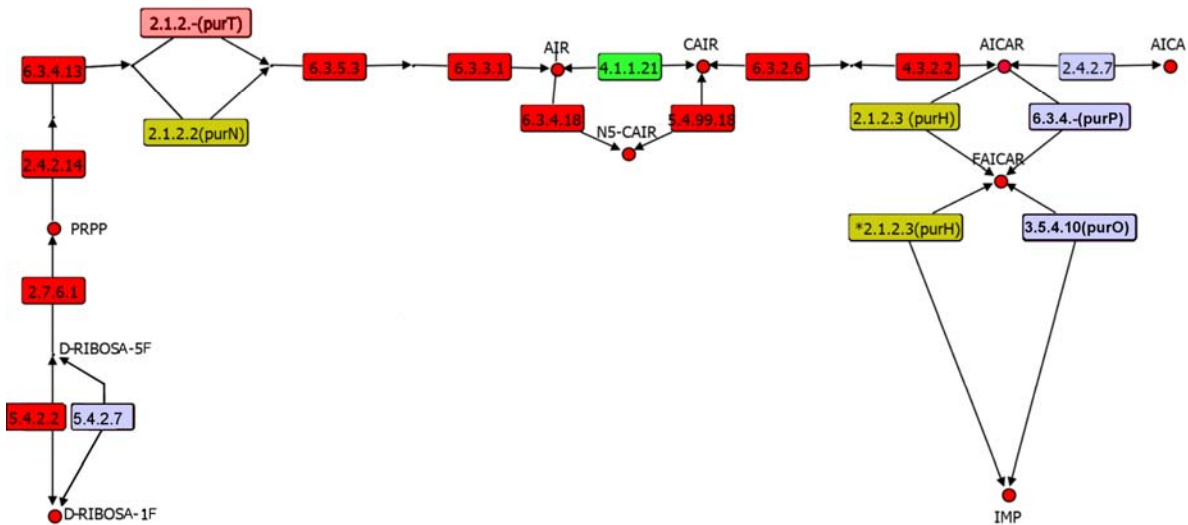 2.1.2.-(purT)
6.3.4.13
6.3.5.3
6.3.3.1
AIR
4.1.1.21
CAIR
6.3.2.6
4.3.2.2
AICAR
2.4.2.7
AICA
2.1.2.2(purN)
6.3.4.18
N5-CAIR
5.4.99.18
2.1.2.3 (purH)
6.3.4.-(purP)
2.4.2.14
FAICAR
PRPP
*2.1.2.3(purH)
3.5.4.10(purO)
2.7.6.1
D-RIBOSA-5F
5.4.2.2
5.4.2.7
D-RIBOSA-1F
IMP